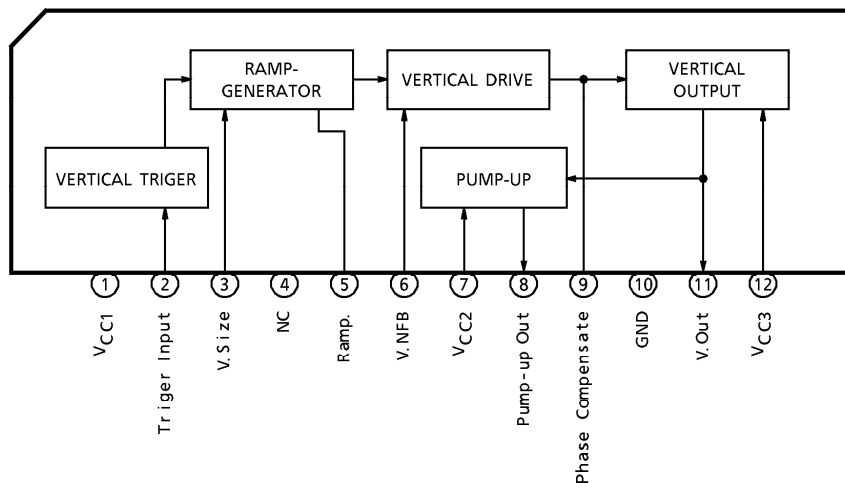 RAMP-
GENERATOR
VERTICAL DRIVE
VERTICAL
OUTPUT
VERTICAL TRIGER
PUMP-UP
1
2
3
4
5
6
7
8
9
10
11
12
VCC1
Triger Input
V.Size
NC
Ramp.
V.NFB
VCC2
Pump-up Out
Phase Compensate
GND
V.Out
VCC3